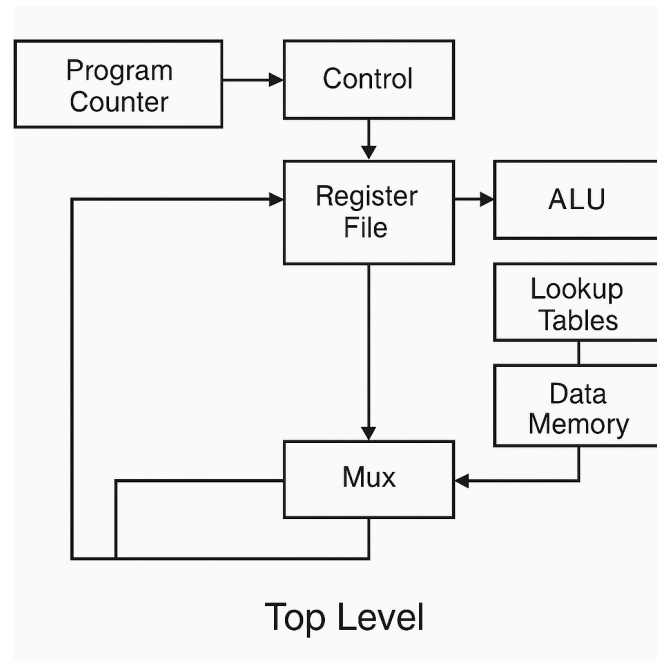 Program
Counter
Control
Register
File
ALU
Lookup
Tables
Data
Memory
Mux
Top Level